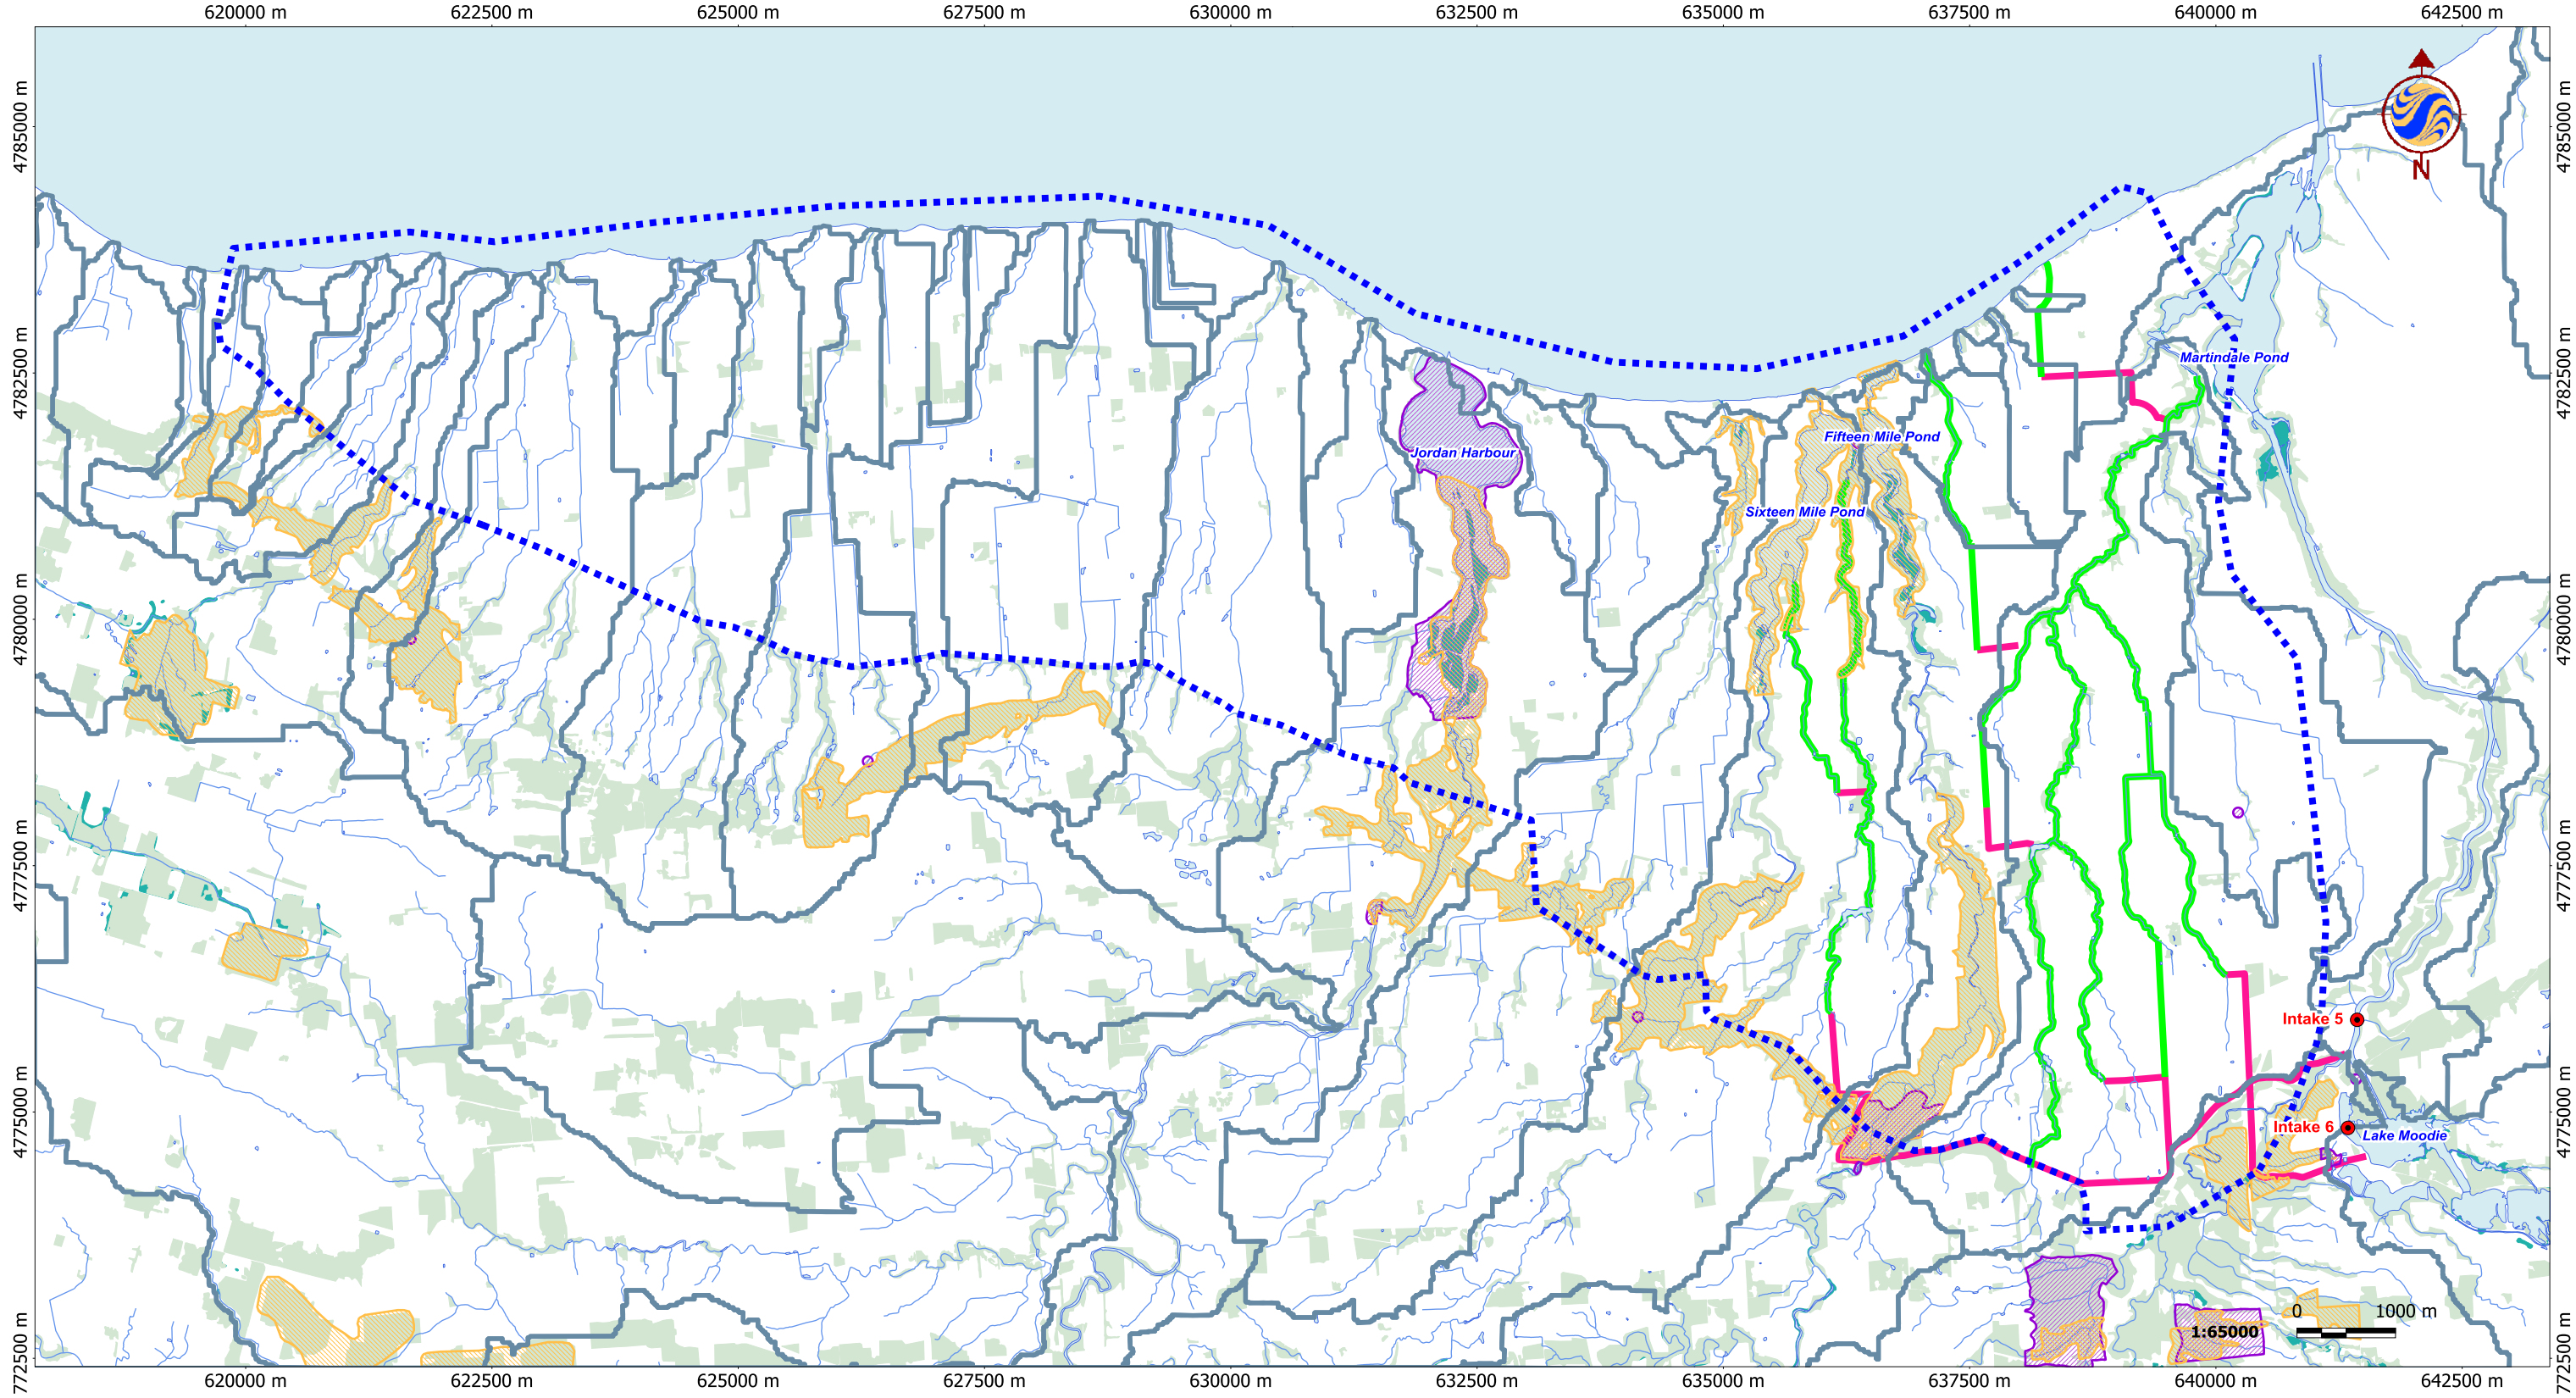 620000 m 622500 m 625000 m 627500 m 630000 m 632500 m 635000 m 637500 m 640000 m 642500 m
4785000 m
4785000 m
N
4782500 m
4782500 m
Martindale Pond
Fifteen Mile Pond
Jordan Harbour
Sixteen Mile Pond
4780000 m
4780000 m
4777500 m
4777500 m
Intake 5
4775000 m
4775000 m
Intake 6
Lake Moodie
0 1000 m
1:65000
772500 m
772500 m
620000 m 622500 m 625000 m 627500 m 630000 m 632500 m 635000 m 637500 m 640000 m 642500 m